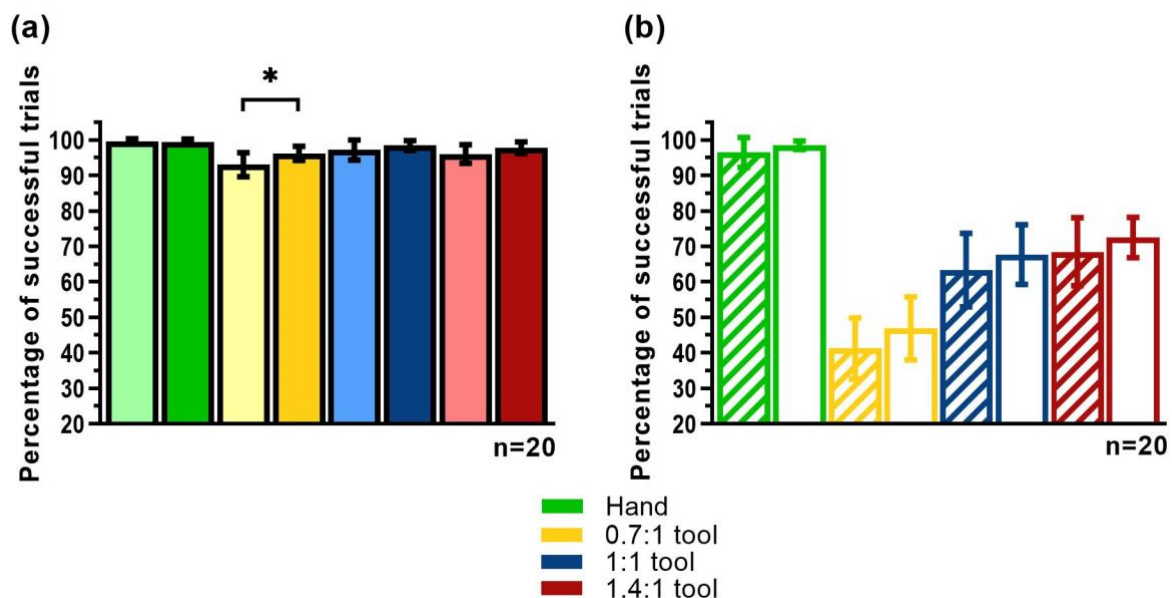 (a)
Percentage of successful trials
100
90
80
70
60
50
40
30
20
*
n=20
(b)
Percentage of successful trials
100
90
80
70
60
50
40
30
20
n=20
Hand
0.7:1 tool
1:1 tool
1.4:1 tool